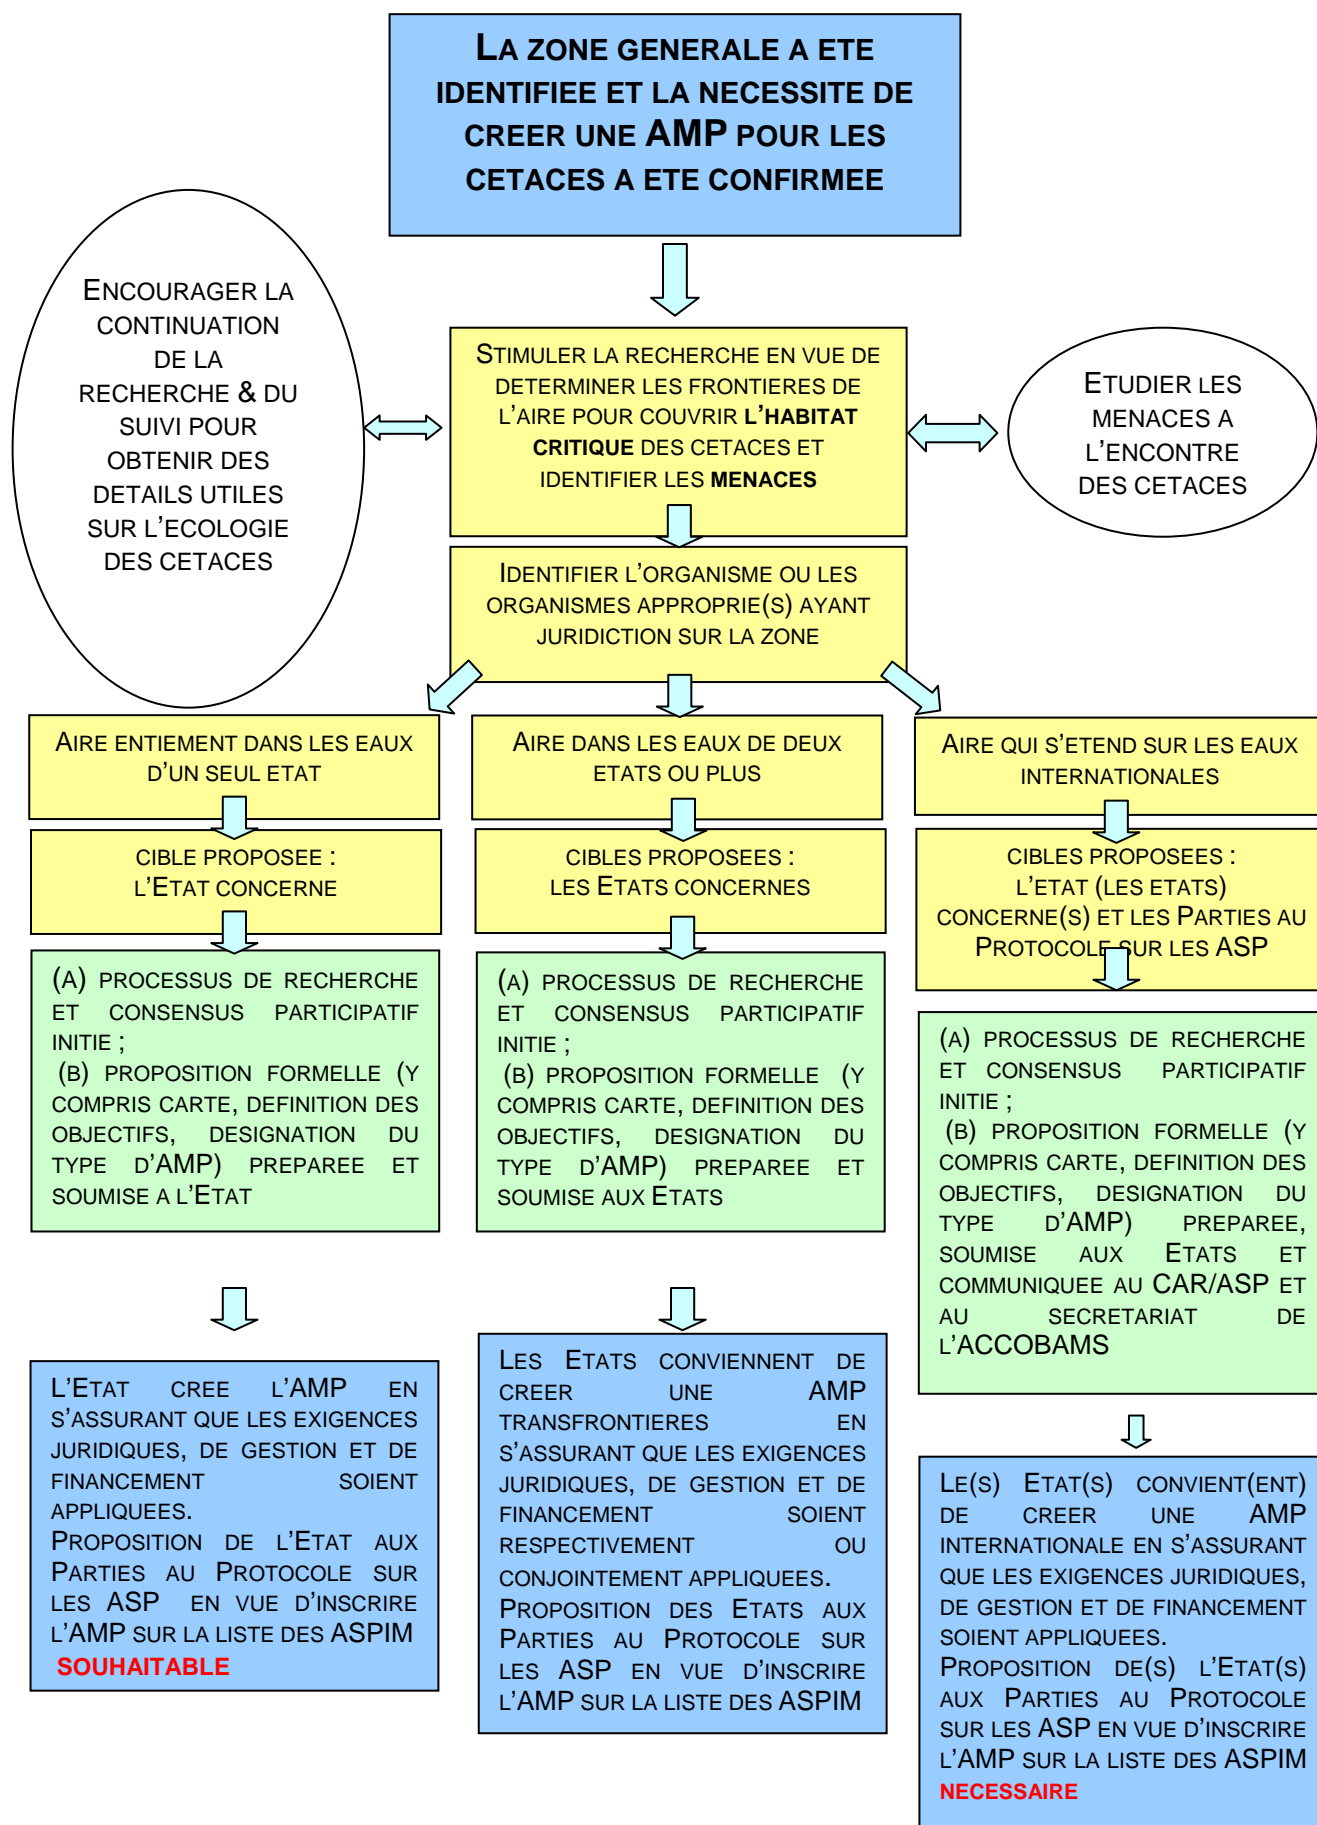 LA ZONE GENERALE A ETE
IDENTIFIEE ET LA NECESSITE DE
CREER UNE AMP POUR LES
CETACES A ETE CONFIRMEE
ENCOURAGER LA
CONTINUATION
DE LA
RECHERCHE & DU
SUIVI POUR
OBTENIR DES
DETAILS UTILES
SUR L'ECOLOGIE
DES CETACES
STIMULER LA RECHERCHE EN VUE DE
DETERMINER LES FRONTIERES DE
L'AIRE POUR COUVRIR L'HABITAT
CRITIQUE DES CETACES ET
IDENTIFIER LES MENACES
ETUDIER LES
MENACES A
L'ENCONTRE
DES CETACES
IDENTIFIER L'ORGANISME OU LES
ORGANISMES APPROPRIE(S) AYANT
JURIDICTION SUR LA ZONE
AIRE ENTIEMENT DANS LES EAUX
D'UN SEUL ETAT
CIBLE PROPOSEE :
L'ETAT CONCERNE
(A) PROCESSUS DE RECHERCHE
ET CONSENSUS PARTICIPATIF
INITIE ;
(B) PROPOSITION FORMELLE (Y
COMPRIS CARTE, DEFINITION DES
OBJECTIFS, DESIGNATION DU
TYPE D'AMP) PREPAREE ET
SOUMISE A L'ETAT
L'ETAT CREE L'AMP EN
S'ASSURANT QUE LES EXIGENCES
JURIDIQUES, DE GESTION ET DE
FINANCEMENT SOIENT
APPLIQUEES.
PROPOSITION DE L'ETAT AUX
PARTIES AU PROTOCOLE SUR
LES ASP EN VUE D'INSCRIRE
L'AMP SUR LA LISTE DES ASPIM
SOUHAITABLE
AIRE DANS LES EAUX DE DEUX
ETATS OU PLUS
CIBLES PROPOSEES :
LES ETATS CONCERNES
(A) PROCESSUS DE RECHERCHE
ET CONSENSUS PARTICIPATIF
INITIE ;
(B) PROPOSITION FORMELLE (Y
COMPRIS CARTE, DEFINITION DES
OBJECTIFS, DESIGNATION DU
TYPE D'AMP) PREPAREE ET
SOUMISE AUX ETATS
LES ETATS CONVIENNENT DE
CREER UNE AMP
TRANSFRONTIERES EN
S'ASSURANT QUE LES EXIGENCES
JURIDIQUES, DE GESTION ET DE
FINANCEMENT SOIENT
RESPECTIVEMENT OU
CONJOINTEMENT APPLIQUEES.
PROPOSITION DES ETATS AUX
PARTIES AU PROTOCOLE SUR
LES ASP EN VUE D'INSCRIRE
L'AMP SUR LA LISTE DES ASPIM
AIRE QUI S'ETEND SUR LES EAUX
INTERNATIONALES
CIBLES PROPOSEES :
L'ETAT (LES ETATS)
CONCERNE(S) ET LES PARTIES AU
PROTOCOLE SUR LES ASP
(A) PROCESSUS DE RECHERCHE
ET CONSENSUS PARTICIPATIF
INITIE ;
(B) PROPOSITION FORMELLE (Y
COMPRIS CARTE, DEFINITION DES
OBJECTIFS, DESIGNATION DU
TYPE D'AMP) PREPAREE,
SOUMISE AUX ETATS ET
COMMUNIQUEE AU CAR/ASP ET
AU SECRETARIAT DE
L'ACCOBAMS
LE(S) ETAT(S) CONVIENT(ENT)
DE CREER UNE AMP
INTERNATIONALE EN S'ASSURANT
QUE LES EXIGENCES JURIDIQUES,
DE GESTION ET DE FINANCEMENT
SOIENT APPLIQUEES.
PROPOSITION DE(S) L'ETAT(S)
AUX PARTIES AU PROTOCOLE
SUR LES ASP EN VUE D'INSCRIRE
L'AMP SUR LA LISTE DES ASPIM
NECESSAIRE